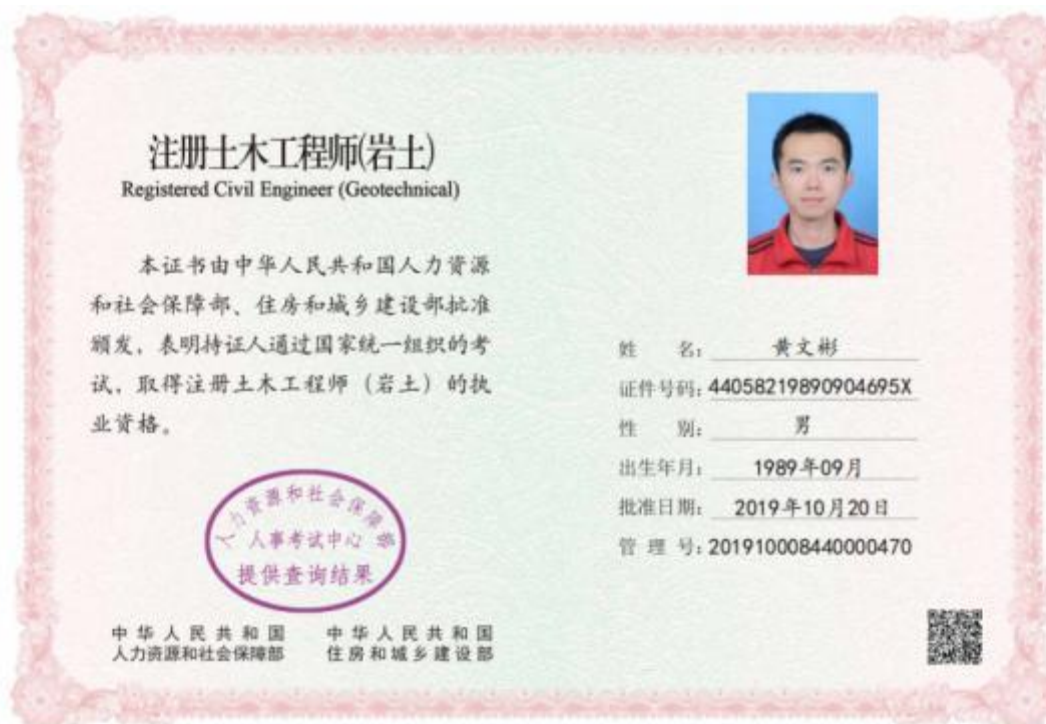 注册土木工程师(岩土)
Registered Civil Engineer (Geotechnical)
本证书由中华人民共和国人力资源
和社会保障部、住房和城乡建设部批准
颁发，表明持证人通过国家统一组织的考
试，取得注册土木工程师（岩土）的执
业资格。
人力资源和社会保障部
人事考试中心
提供查询结果
中华人民共和国
人力资源和社会保障部
中华人民共和国
住房和城乡建设部
姓 名：黄文彬
证件号码：44058219890904695X
性 别：男
出生年月：1989年09月
批准日期：2019年10月20日
管 理 号：201910008440000470